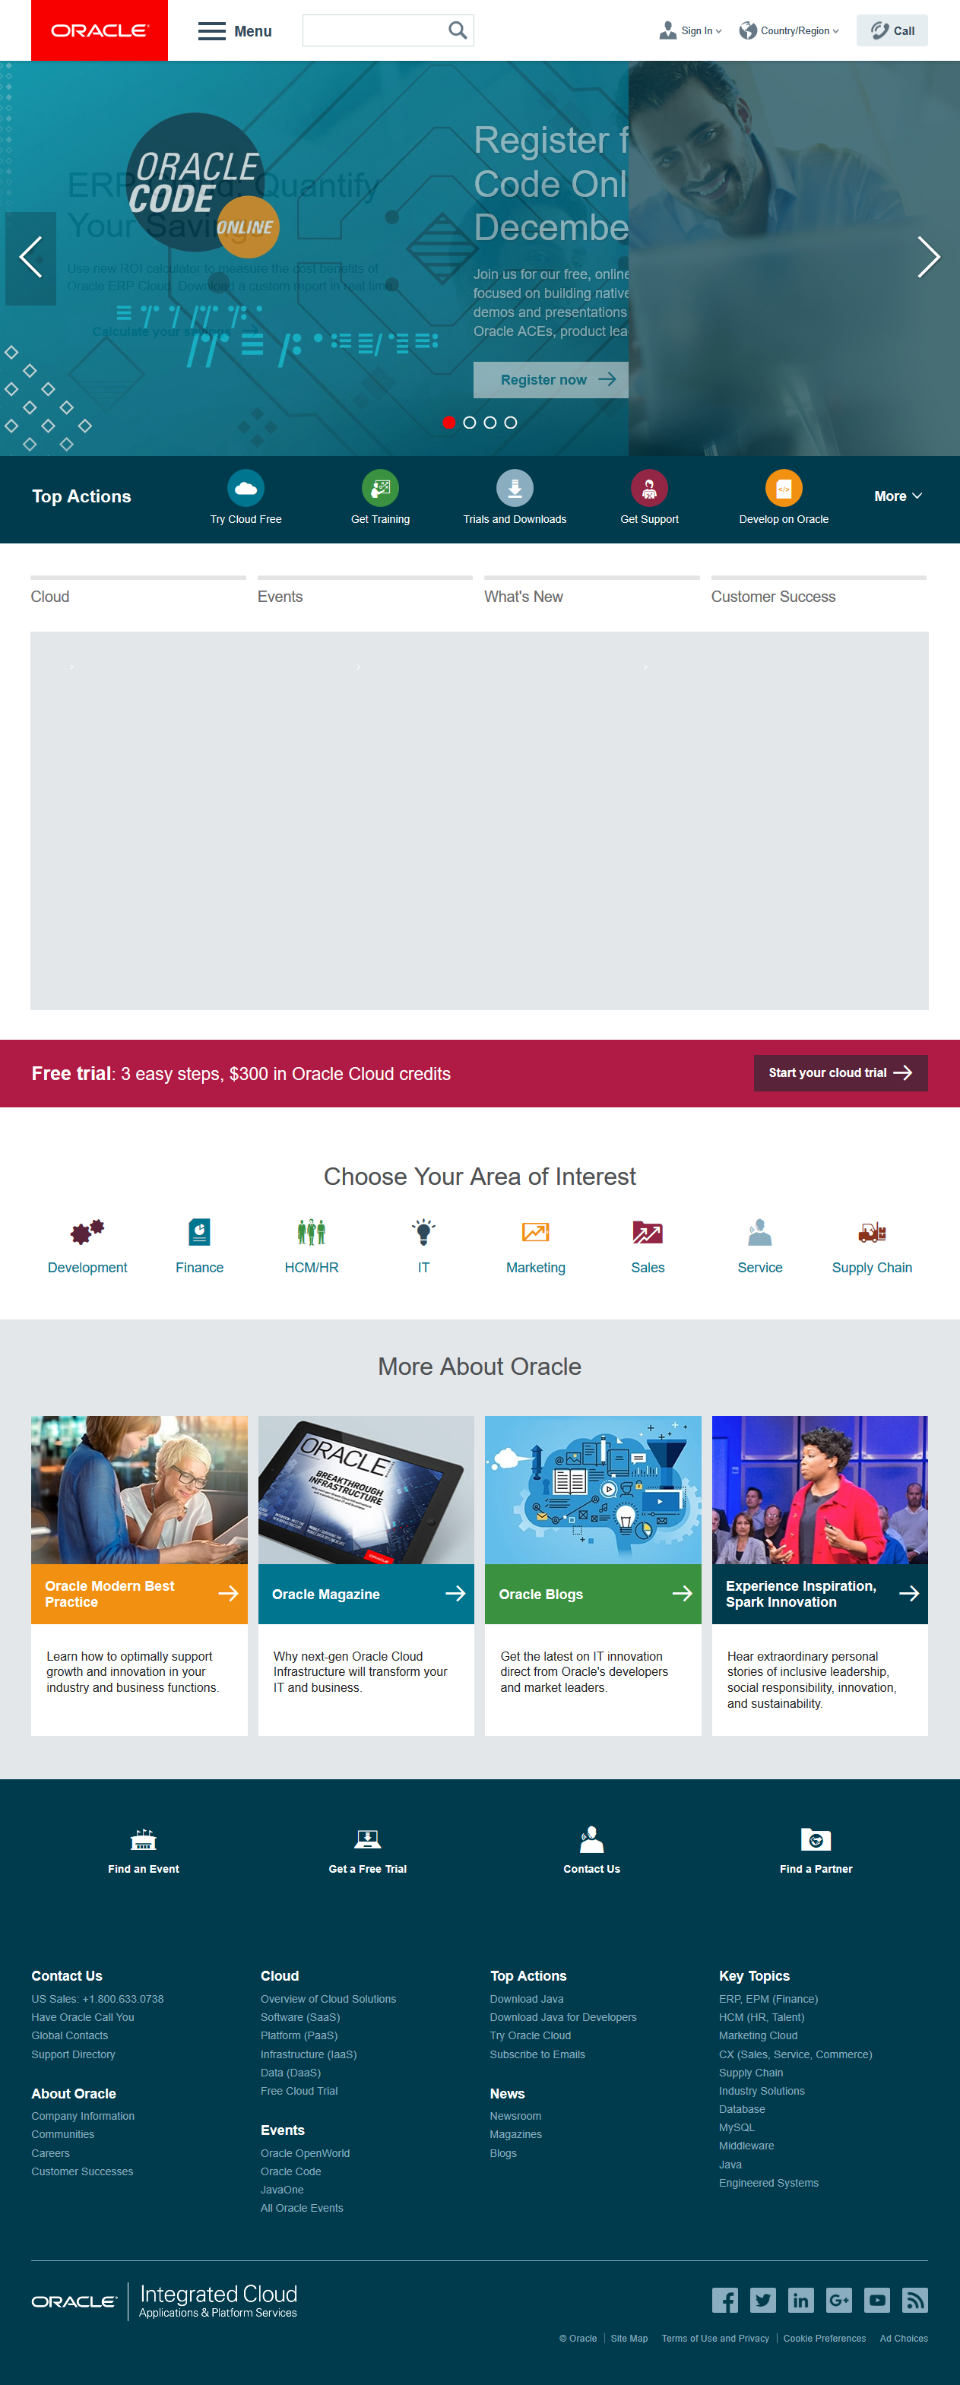 ORACLE
Menu
Sign In
Country/Region
Call
ORACLE
CODE
ONLINE
ERP
Quantify
Your Savings
Use new ROI calculator to measure the cost benefits of
Oracle ERP Cloud. Download a custom report in real time.
Calculate your savings
Register f
Code Onl
Decembe
Join us for our free, online
focused on building native
demos and presentations
Oracle ACEs, product lea
Register now
Top Actions
Try Cloud Free
Get Training
Trials and Downloads
Get Support
Develop on Oracle
More
Cloud
Events
What's New
Customer Success
Free trial: 3 easy steps, $300 in Oracle Cloud credits
Start your cloud trial
Choose Your Area of Interest
Development
Finance
HCM/HR
IT
Marketing
Sales
Service
Supply Chain
More About Oracle
ORACLE
BREAKTHROUGH
INFRASTRUCTURE
Oracle Modern Best
Practice
Oracle Magazine
Oracle Blogs
Experience Inspiration,
Spark Innovation
Learn how to optimally support
growth and innovation in your
industry and business functions.
Why next-gen Oracle Cloud
Infrastructure will transform your
IT and business.
Get the latest on IT innovation
direct from Oracle's developers
and market leaders.
Hear extraordinary personal
stories of inclusive leadership,
social responsibility, innovation,
and sustainability.
Find an Event
Get a Free Trial
Contact Us
Find a Partner
Contact Us
US Sales: +1.800.633.0738
Have Oracle Call You
Global Contacts
Support Directory
About Oracle
Company Information
Communities
Careers
Customer Successes
Cloud
Overview of Cloud Solutions
Software (SaaS)
Platform (PaaS)
Infrastructure (IaaS)
Data (DaaS)
Free Cloud Trial
Events
Oracle OpenWorld
Oracle Code
JavaOne
All Oracle Events
Top Actions
Download Java
Download Java for Developers
Try Oracle Cloud
Subscribe to Emails
News
Newsroom
Magazines
Blogs
Key Topics
ERP, EPM (Finance)
HCM (HR, Talent)
Marketing Cloud
CX (Sales, Service, Commerce)
Supply Chain
Industry Solutions
Database
MySQL
Middleware
Java
Engineered Systems
ORACLE
Integrated Cloud
Applications & Platform Services
© Oracle
Site Map
Terms of Use and Privacy
Cookie Preferences
Ad Choices